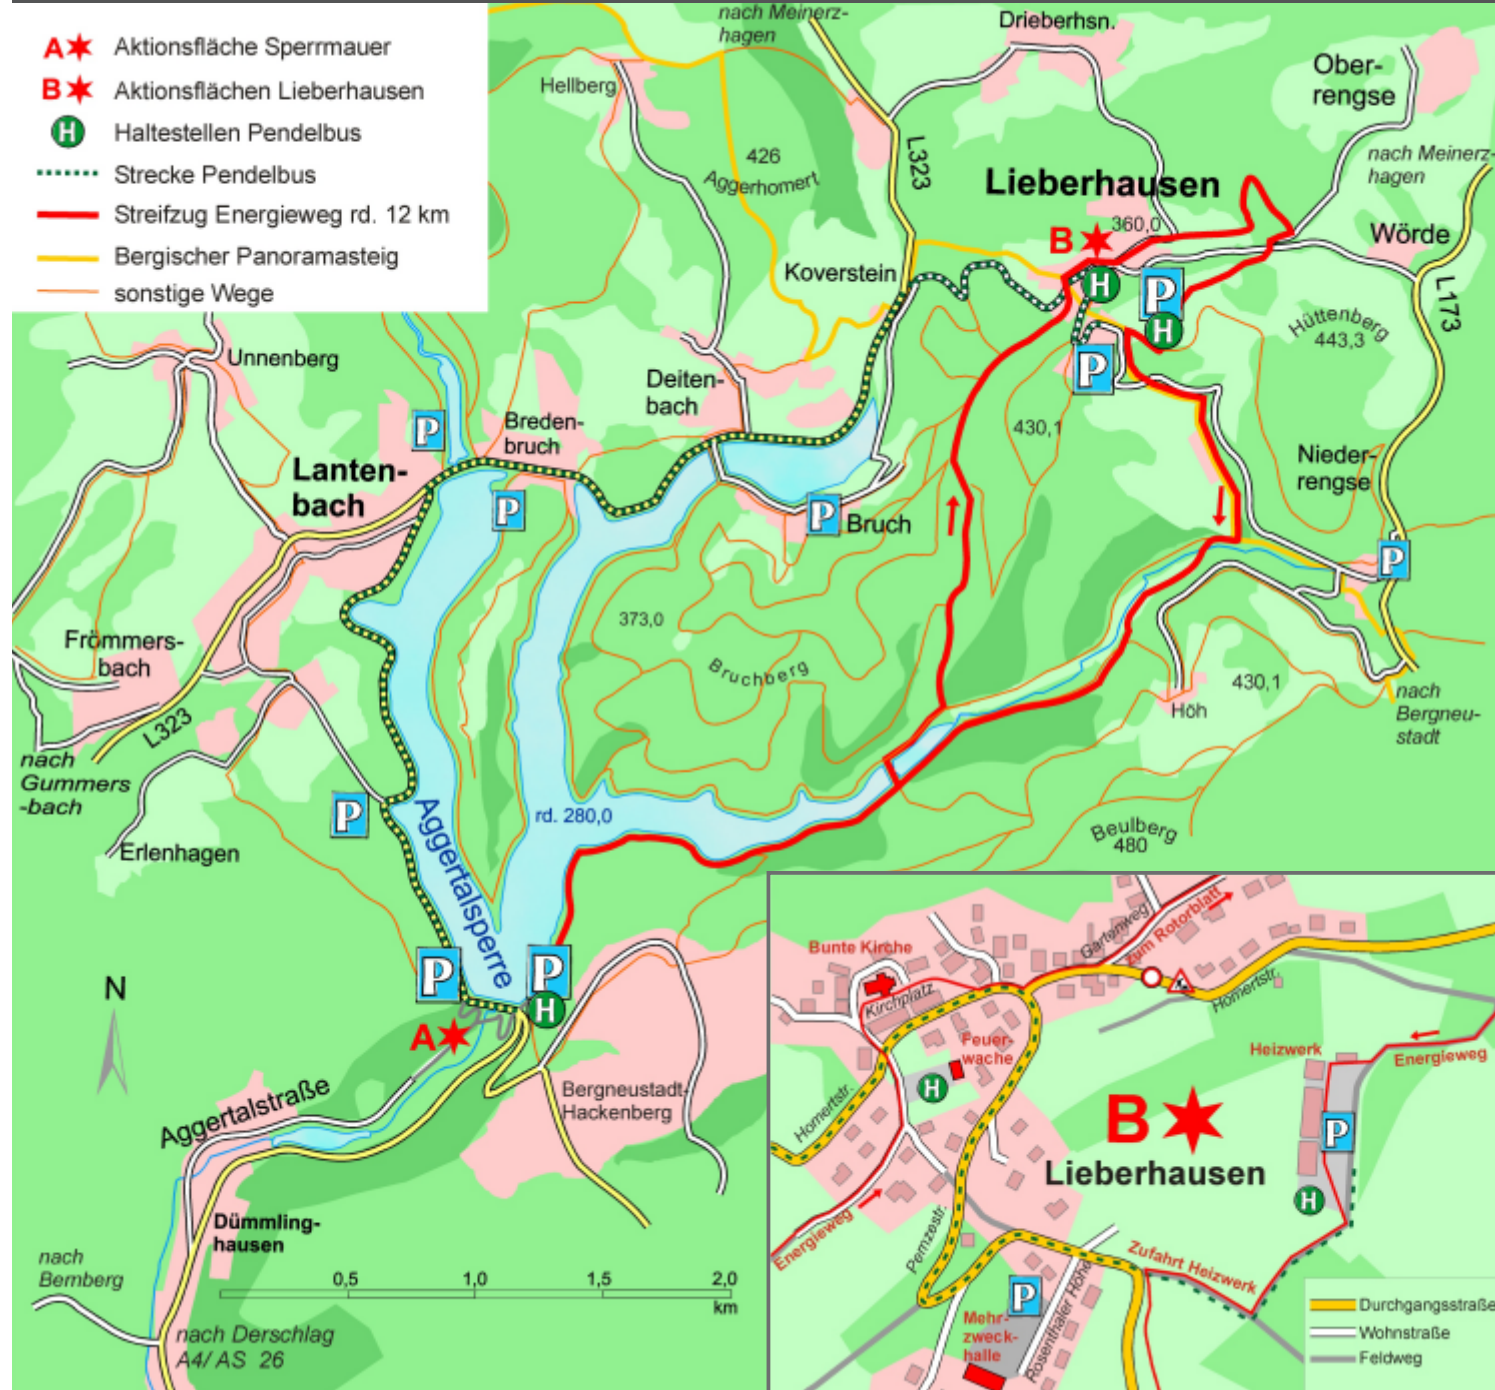 A Aktionsfläche Sperrmauer
B Aktionsflächen Lieberhausen
H Haltestellen Pendelbus
Strecke Pendelbus
Streifzug Energieweg rd. 12 km
Bergischer Panoramasteig
sonstige Wege
nach Meinerz-
hagen
Drieberhsn.
Ober-
rengse
Hellberg
L323
nach Meinerz-
hagen
426
Aggerhomert
Lieberhausen
360,0
B
Wörde
Koverstein
H
P
H
L173
Hüttenberg
443,3
Unnenberg
Deiten-
bach
P
P
Breden-
bruch
430,1
Lanten-
bach
Nieder-
rengse
P
P
Bruch
P
373,0
Frömmers-
bach
Bruchberg
430,1
Höh
nach
Bergneu-
stadt
L323
nach
Gummers
-bach
P
rd. 280,0
Aggertalsperre
Beulberg
480
Erlenhagen
P
P
H
N
A
Bergneustadt-
Hackenberg
Aggertalstraße
Dümmling-
hausen
nach
Bernberg
0,5
1,0
1,5
2,0
km
nach Derschlag
A4/ AS 26
Bunte Kirche
Gartenweg
zum Rotorblatt
Kirchplatz
Homertstr.
Feuer-
wache
Heizwerk
Energieweg
H
Homertstr.
B
P
Lieberhausen
H
Energieweg
Pernzestr.
Zufahrt Heizwerk
P
Mehr-
zweck-
halle
Rosenthaler Höhe
Durchgangsstraße
Wohnstraße
Feldweg